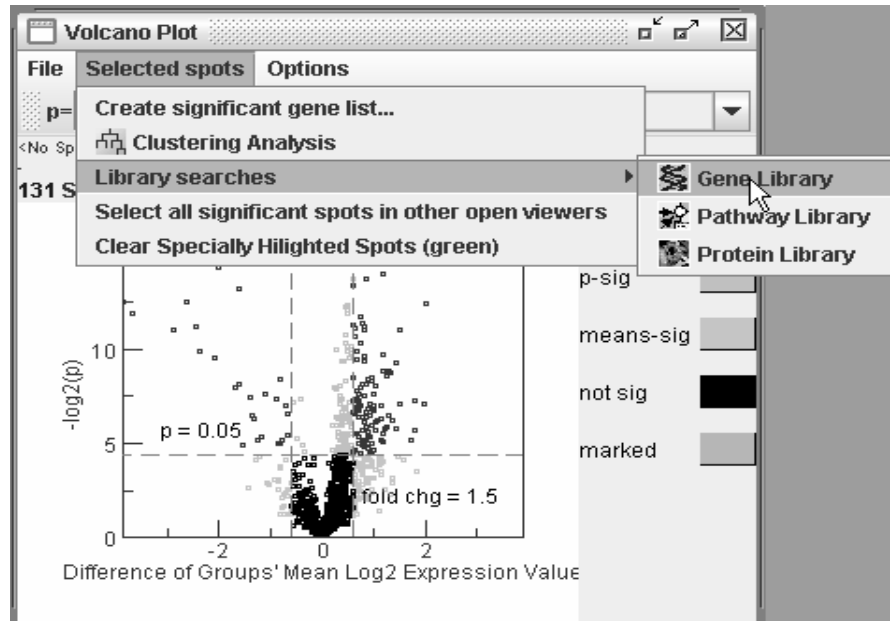 Volcano Plot
File Selected spots Options
p=
Create significant gene list...
<No Sp
Clustering Analysis
Library searches
Gene Library
131 S
Select all significant spots in other open viewers
Pathway Library
Clear Specially Hilighted Spots (green)
Protein Library
p-sig
means-sig
10
-log2(p)
not sig
p = 0.05
5
marked
fold chg = 1.5
0
-2 0 2
Difference of Groups' Mean Log2 Expression Value